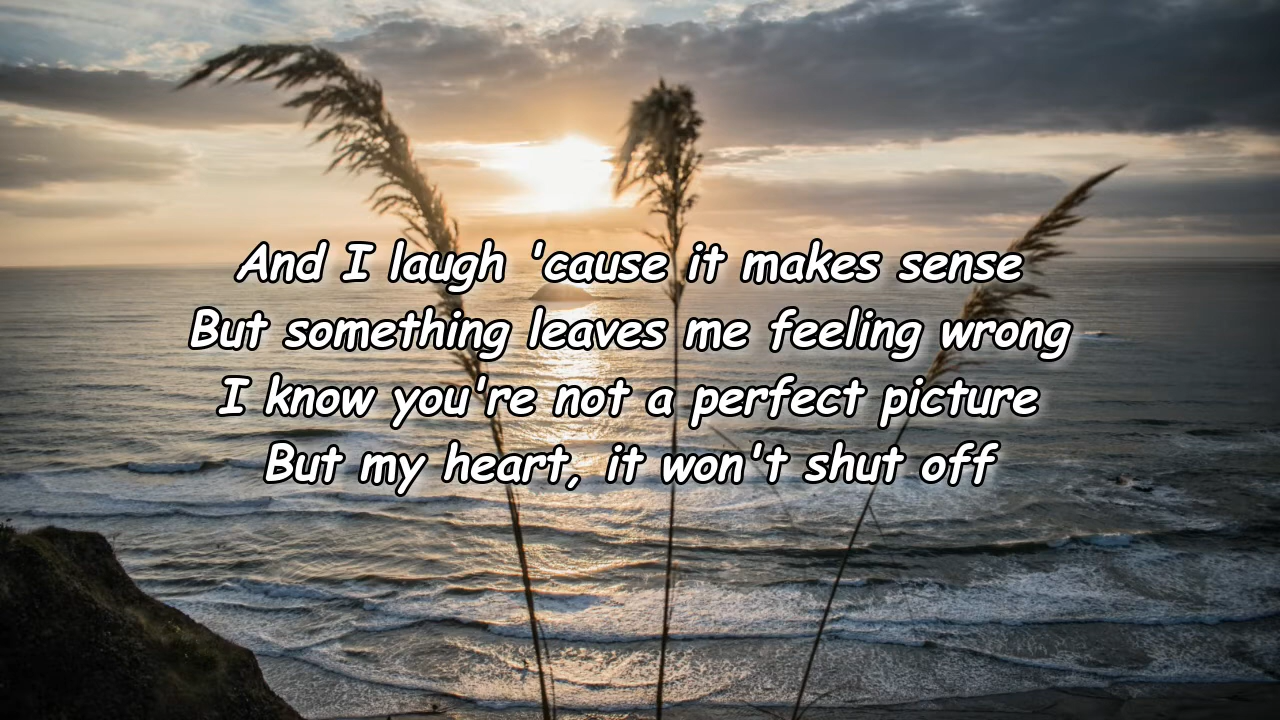 And I laugh 'cause it makes sense
But something leaves me feeling wrong
I know you're not a perfect picture
But my heart, it won't shut off